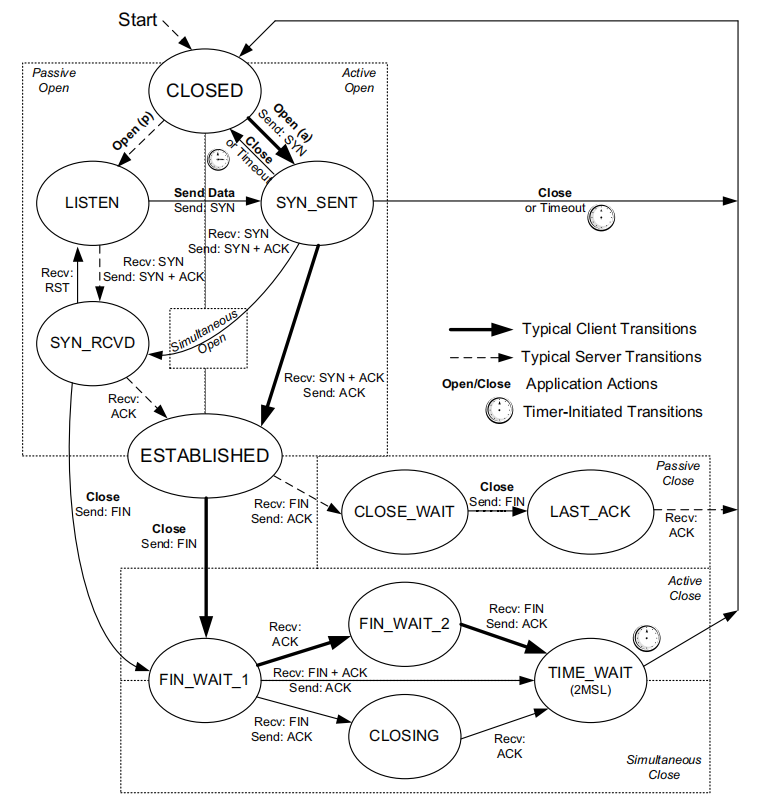 Start
Passive
Open
Active
Open
CLOSED
Open (p)
Open (a)
Send: SYN
Close
or Timeout
LISTEN
Send Data
Send: SYN
SYN_SENT
Close
or Timeout
Recv: SYN
Send: SYN + ACK
Recv:
RST
Recv: SYN
Send: SYN + ACK
SYN_RCVD
Simultaneous
Open
Typical Client Transitions
Typical Server Transitions
Open/Close Application Actions
Timer-Initiated Transitions
Recv:
ACK
Recv: SYN + ACK
Send: ACK
ESTABLISHED
Passive
Close
Close
Send: FIN
Close
Send: FIN
Recv: FIN
Send: ACK
CLOSE_WAIT
Close
Send: FIN
LAST_ACK
Recv:
ACK
Active
Close
FIN_WAIT_2
Recv: FIN
Send: ACK
Recv:
ACK
FIN_WAIT_1
Recv: FIN + ACK
Send: ACK
TIME_WAIT
(2MSL)
Recv: FIN
Send: ACK
CLOSING
Recv:
ACK
Simultaneous
Close